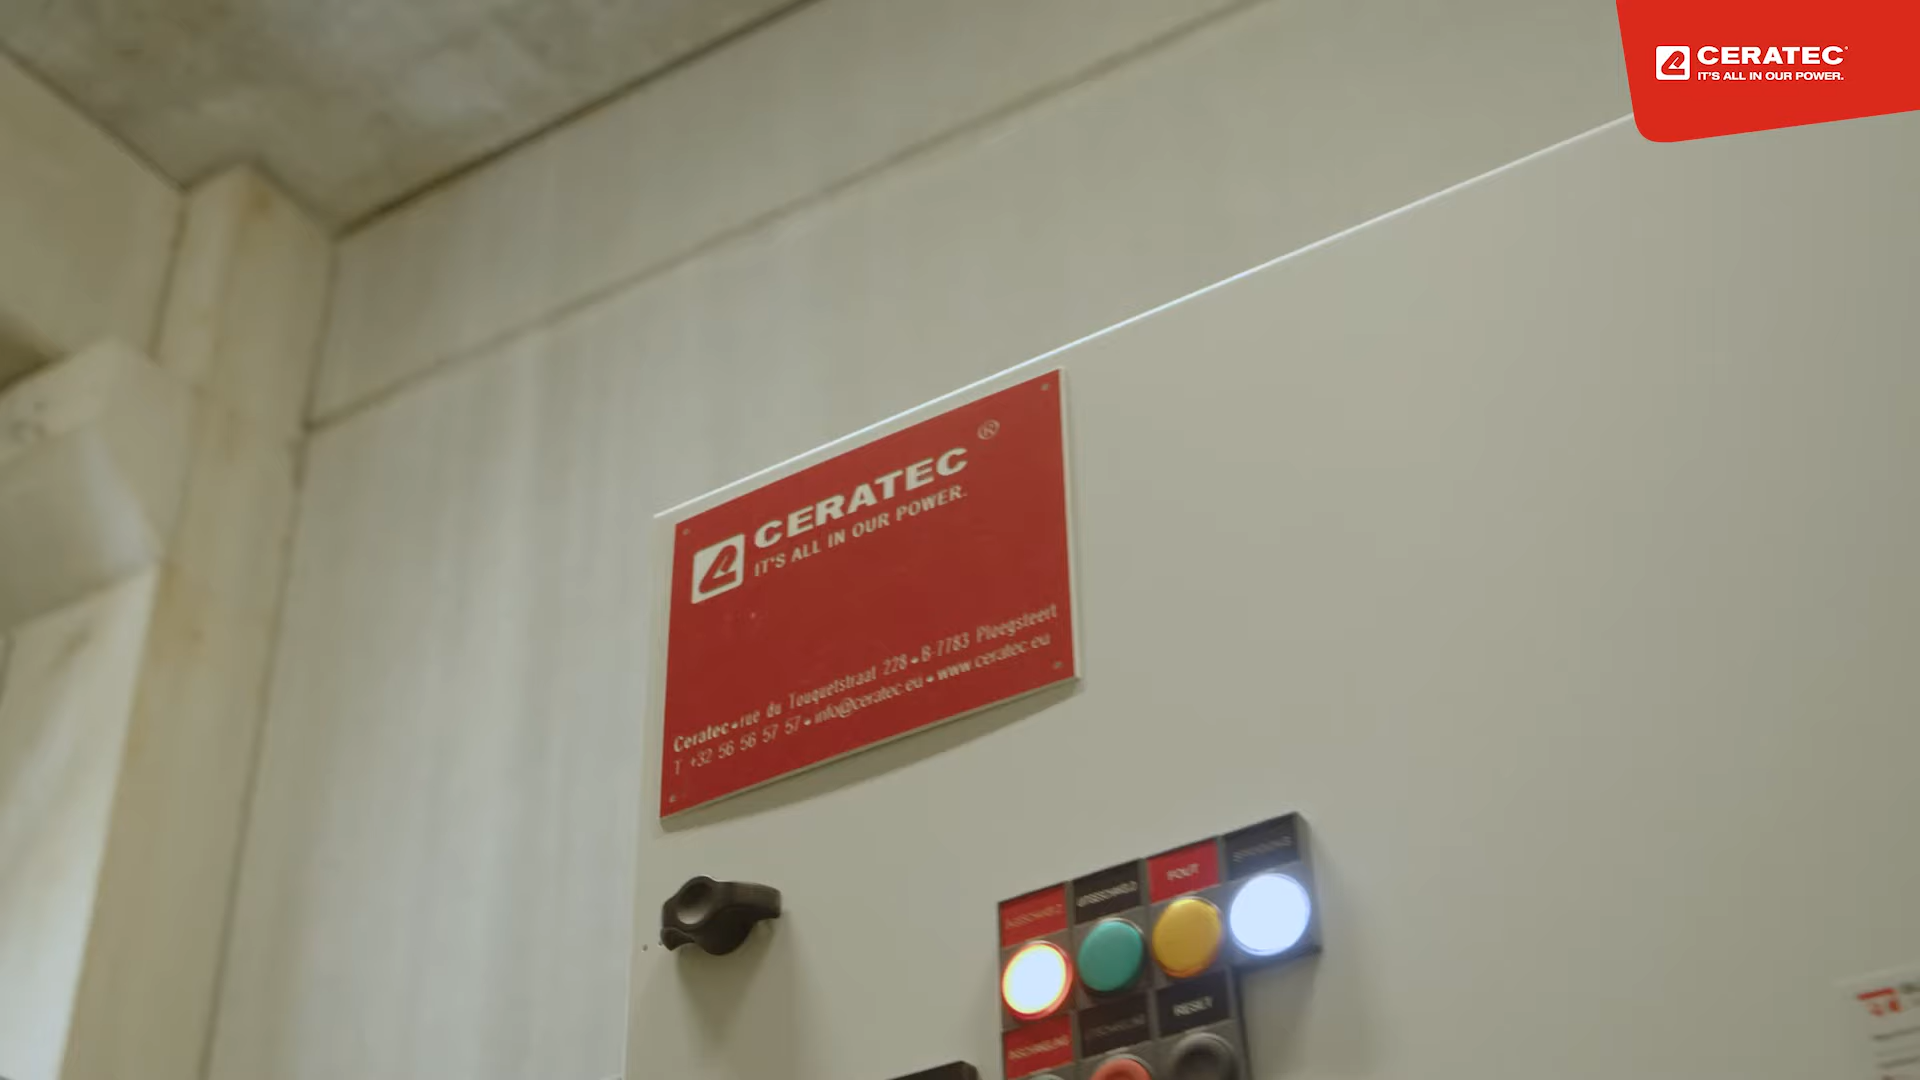 CERATEC
IT'S ALL IN OUR POWER.
CERATEC ®
IT'S ALL IN OUR POWER.
Ceratec • rue du Touquetstraat 228 • B-7783 Ploegsteert
T +32 56 56 57 57 • info@ceratec.eu • www.ceratec.eu
FOUT
RESET